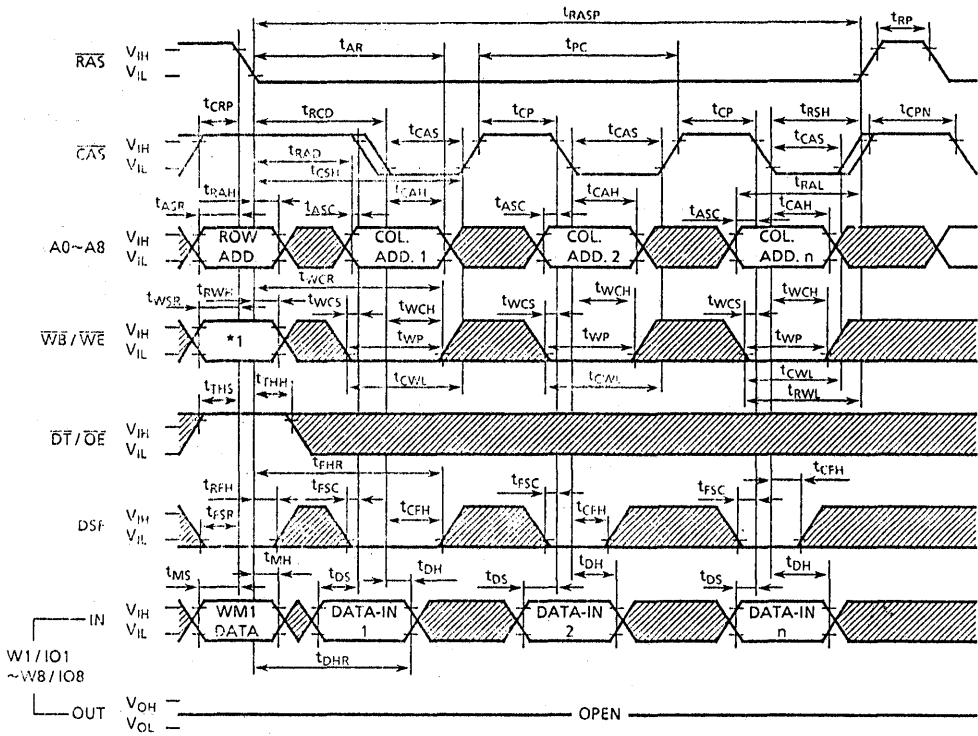 tRASP
tRP
tAR
tPC
RAS VIH
VIL
tCRP
tRCD
tCP
tCP
tRSH
tCPN
tCAS
tCAS
tCAS
CAS VIH
VIL
tRAD
tCSH
tRAH
tCAH
tCAH
tRAL
tCAH
tASR
tASC
tASC
tASC
A0~A8 VIH
VIL
ROW ADD.
COL. ADD. 1
COL. ADD. 2
COL. ADD. n
tWCR
tWSR
tRWH
tWCS
tWCH
tWCS
tWCH
tWCS
tWCH
WB/WE VIH
VIL
*1
tWP
tWP
tWP
tCWL
tCWL
tCWL
tRWL
tTHS
tTHH
DT/OE VIH
VIL
tFHR
tRFH
tFSC
tFSC
tFSC
tCFH
tFSR
tCFH
tCFH
DSF VIH
VIL
tMS
tMH
tDS
tDH
tDS
tDH
tDS
tDH
IN VIH
VIL
WM1 DATA
DATA-IN 1
DATA-IN 2
DATA-IN n
W1/IO1
~W8/IO8
tDHR
OUT VOH
VOL
OPEN